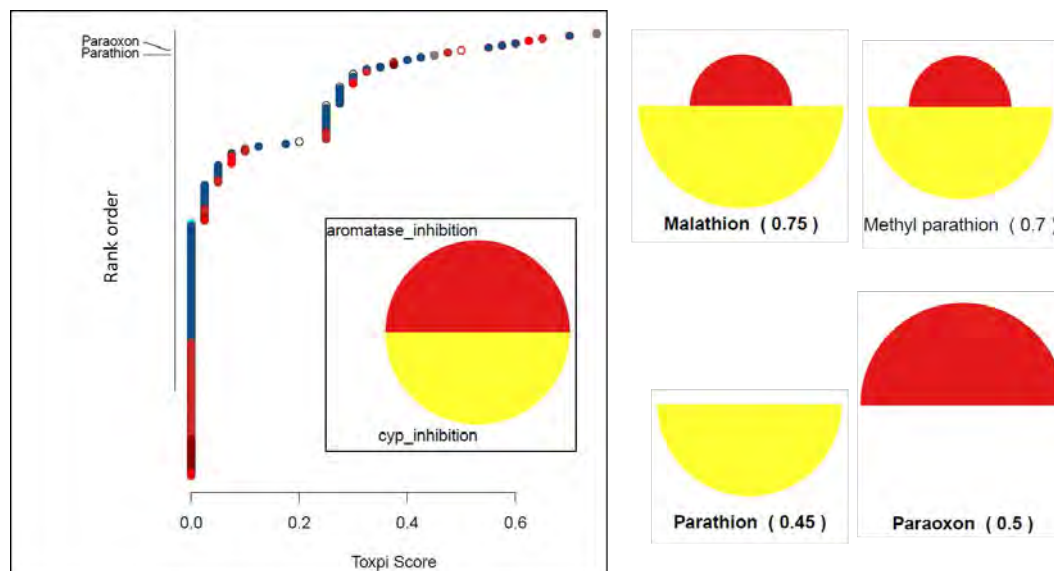 Paraoxon
Parathion
Rank order
aromatase_inhibition
cyp_inhibition
0.0 0.2 0.4 0.6
Toxpi Score
Malathion ( 0.75 )
Methyl parathion ( 0.7 )
Parathion ( 0.45 )
Paraoxon ( 0.5 )